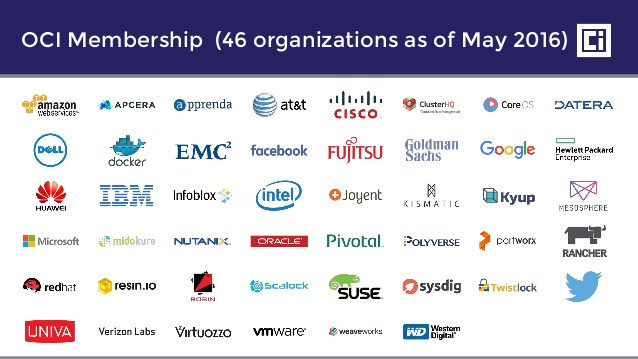 OCI Membership (46 organizations as of May 2016)
Ci
amazon webservices™ APCERA apprenda at&t CISCO ClusterHQ CoreOS DATERA
DELL docker EMC² facebook FUJITSU Goldman Sachs Google Hewlett Packard Enterprise
HUAWEI IBM Infoblox intel Joyent KISMATIC Kyup MESOSPHERE
Microsoft midokura NUTANIX ORACLE Pivotal POLYVERSE portworx RANCHER
redhat. resin.io ROBIN scalock SUSE sysdig Twistlock
UNIVA Verizon Labs Virtuozzo vmware weaveworks WD Western Digital